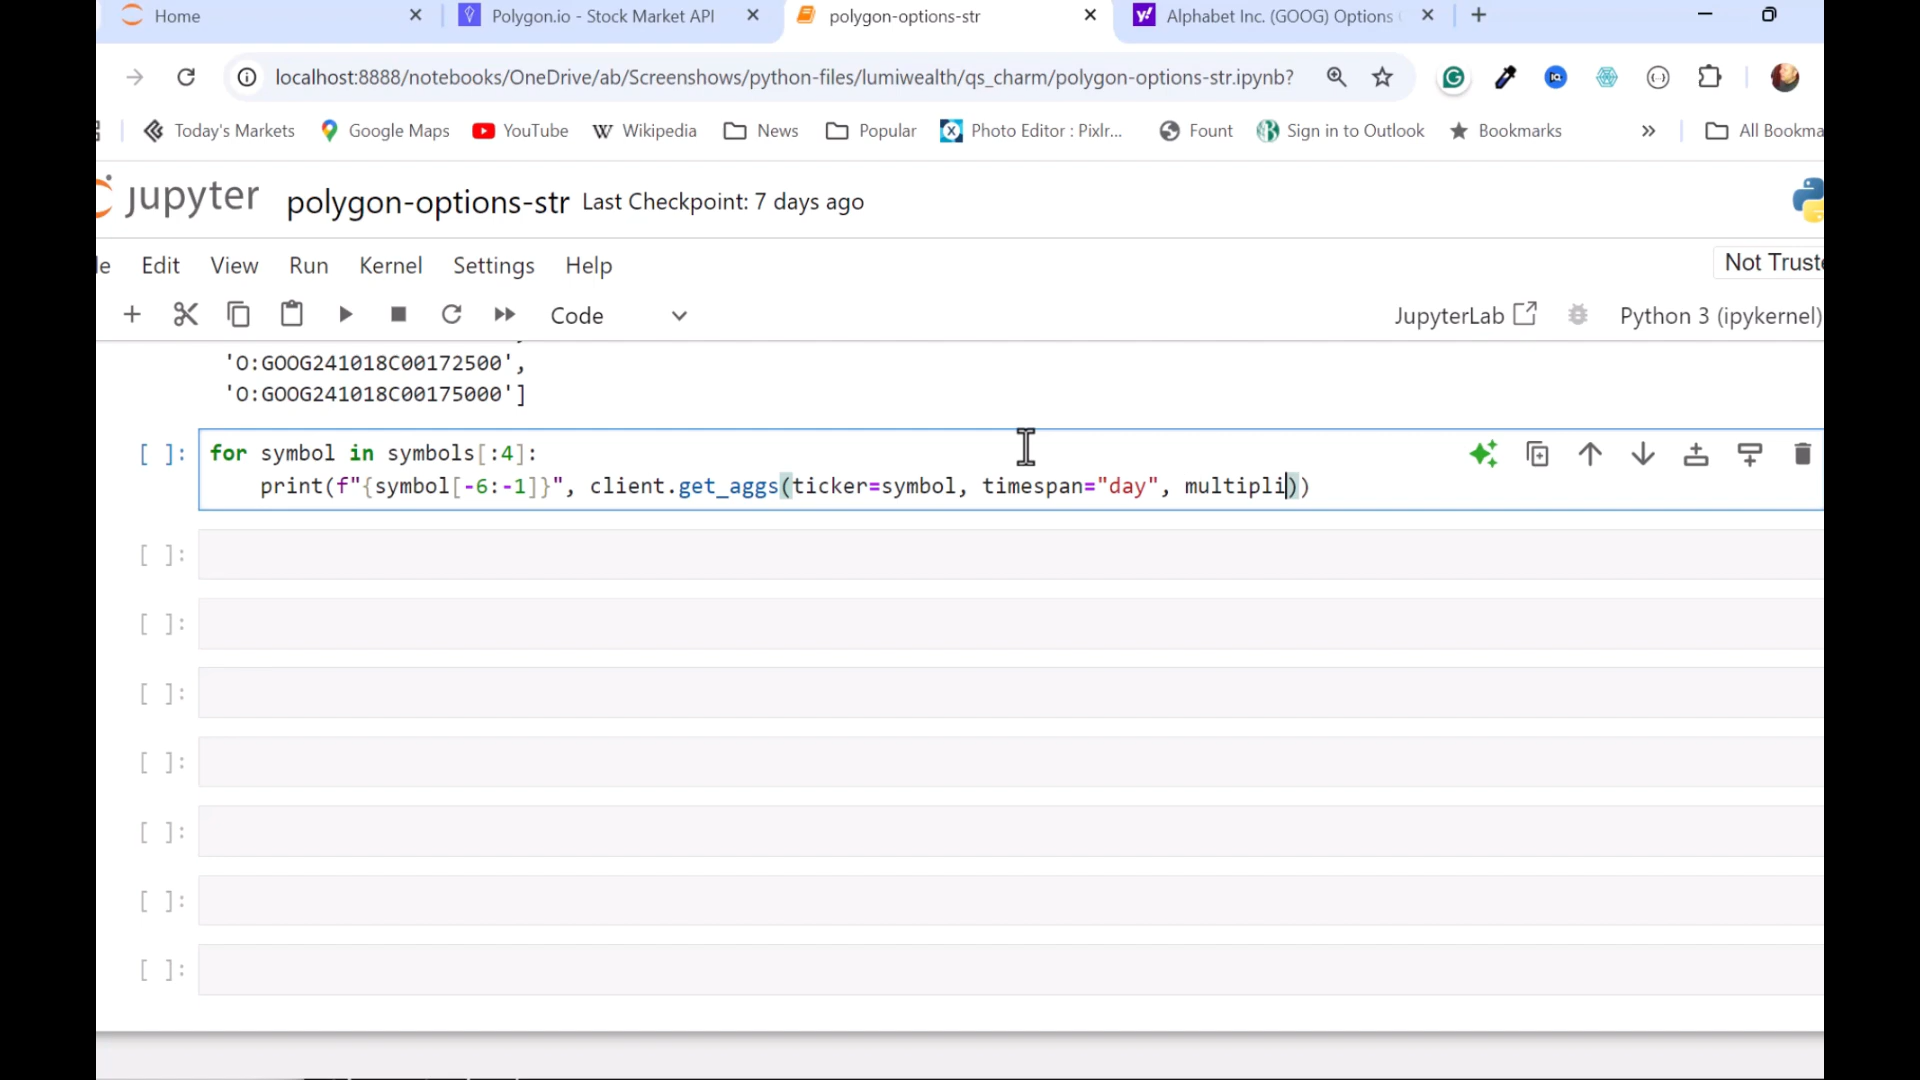 Home
Polygon.io - Stock Market API
polygon-options-str
Alphabet Inc. (GOOG) Options
localhost:8888/notebooks/OneDrive/ab/Screenshows/python-files/lumiwealth/qs_charm/polygon-options-str.ipynb?
Today's Markets
Google Maps
YouTube
Wikipedia
News
Popular
Photo Editor : Pixlr...
Fount
Sign in to Outlook
Bookmarks
»
All Bookma
jupyter polygon-options-str Last Checkpoint: 7 days ago
le Edit View Run Kernel Settings Help
Not Truste
Code
JupyterLab
Python 3 (ipykernel)
'O:GOOG241018C00172500',
'O:GOOG241018C00175000']
[ ]: for symbol in symbols[:4]:
print(f"{symbol[-6:-1]}", client.get_aggs(ticker=symbol, timespan="day", multipli))
[ ]:
[ ]:
[ ]:
[ ]:
[ ]:
[ ]:
[ ]: